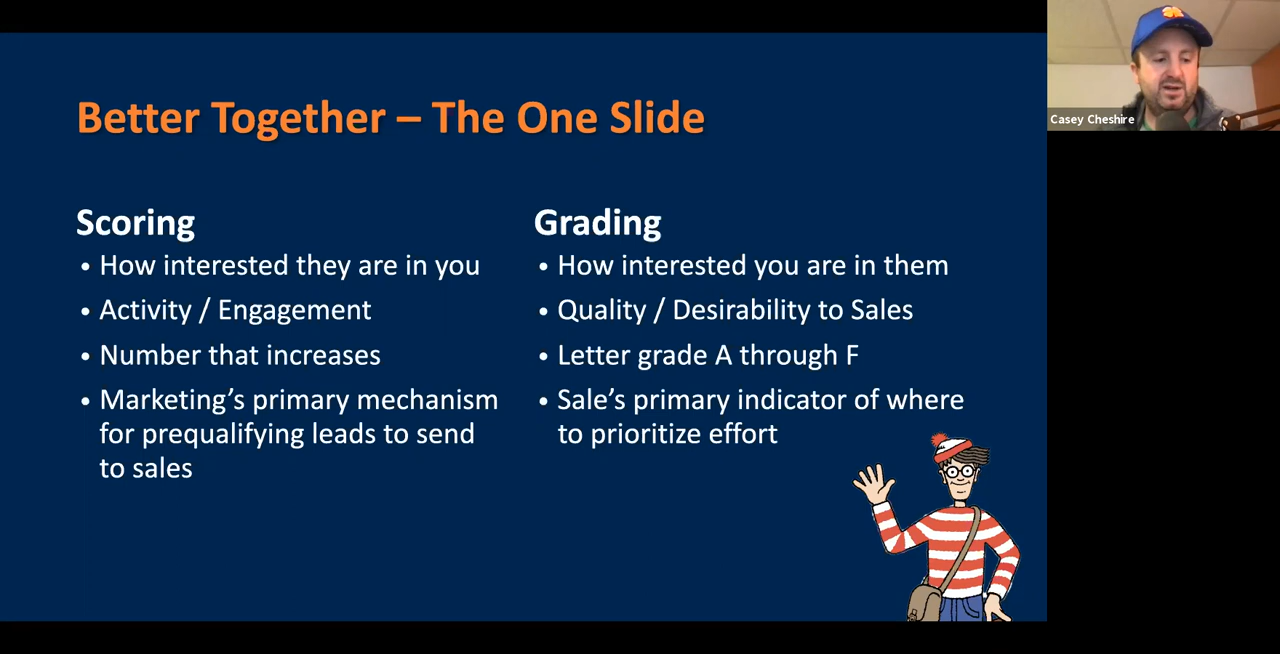 Better Together – The One Slide
Scoring
• How interested they are in you
• Activity / Engagement
• Number that increases
• Marketing’s primary mechanism
for prequalifying leads to send
to sales
Grading
• How interested you are in them
• Quality / Desirability to Sales
• Letter grade A through F
• Sale’s primary indicator of where
to prioritize effort
Casey Cheshire